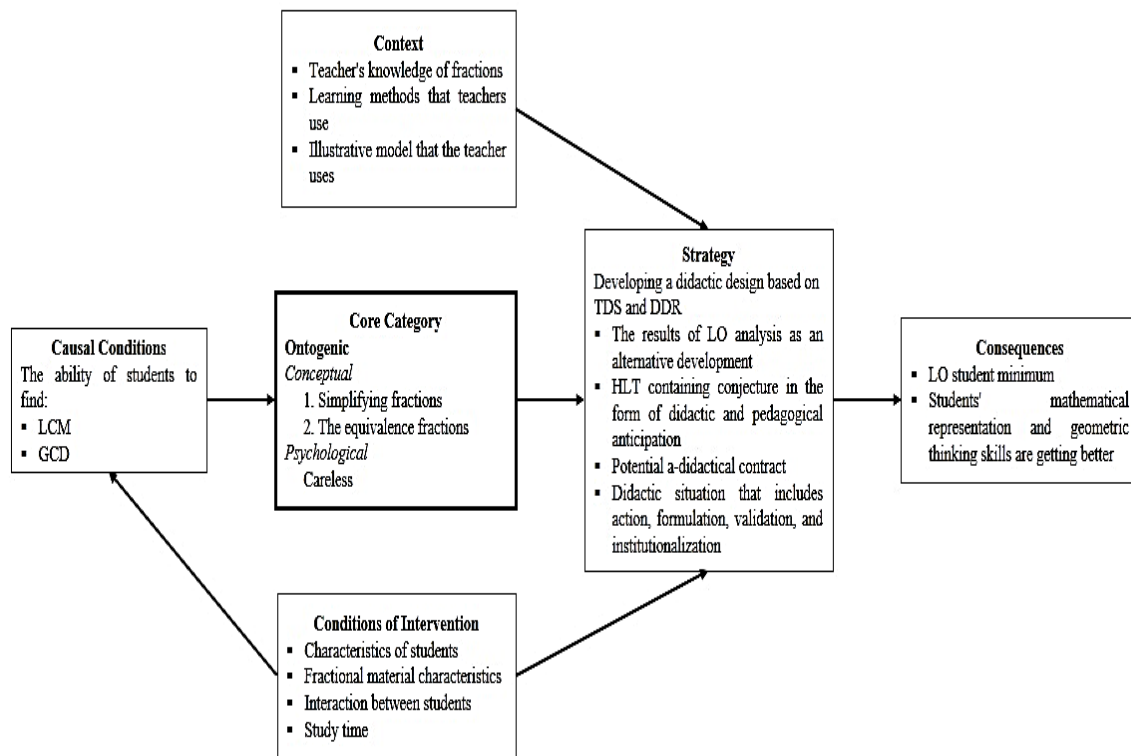 Context
▪ Teacher's knowledge of fractions
▪ Learning methods that teachers
use
▪ Illustrative model that the teacher
uses
Causal Conditions
The ability of students to
find:
▪ LCM
▪ GCD
Core Category
Ontogenic
Conceptual
1. Simplifying fractions
2. The equivalence fractions
Psychological
Careless
Strategy
Developing a didactic design based on
TDS and DDR
▪ The results of LO analysis as an
alternative development
▪ HLT containing conjecture in the
form of didactic and pedagogical
anticipation
▪ Potential a-didactical contract
▪ Didactic situation that includes
action, formulation, validation, and
institutionalization
Consequences
▪ LO student minimum
▪ Students' mathematical
representation and geometric
thinking skills are getting better
Conditions of Intervention
▪ Characteristics of students
▪ Fractional material characteristics
▪ Interaction between students
▪ Study time